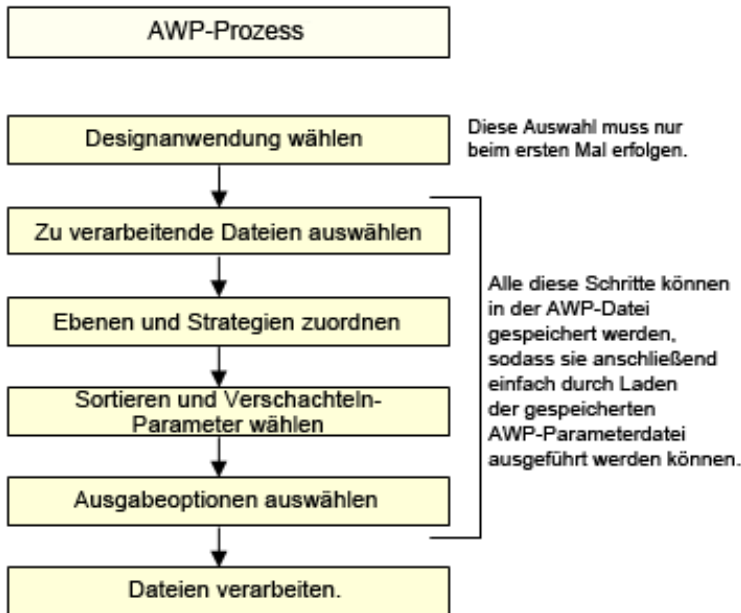 AWP-Prozess
Designanwendung wählen
Diese Auswahl muss nur
beim ersten Mal erfolgen.
Zu verarbeitende Dateien auswählen
Ebenen und Strategien zuordnen
Sortieren und Verschachteln-
Parameter wählen
Ausgabeoptionen auswählen
Alle diese Schritte können
in der AWP-Datei
gespeichert werden,
sodass sie anschließend
einfach durch Laden
der gespeicherten
AWP-Parameterdatei
ausgeführt werden können.
Dateien verarbeiten.